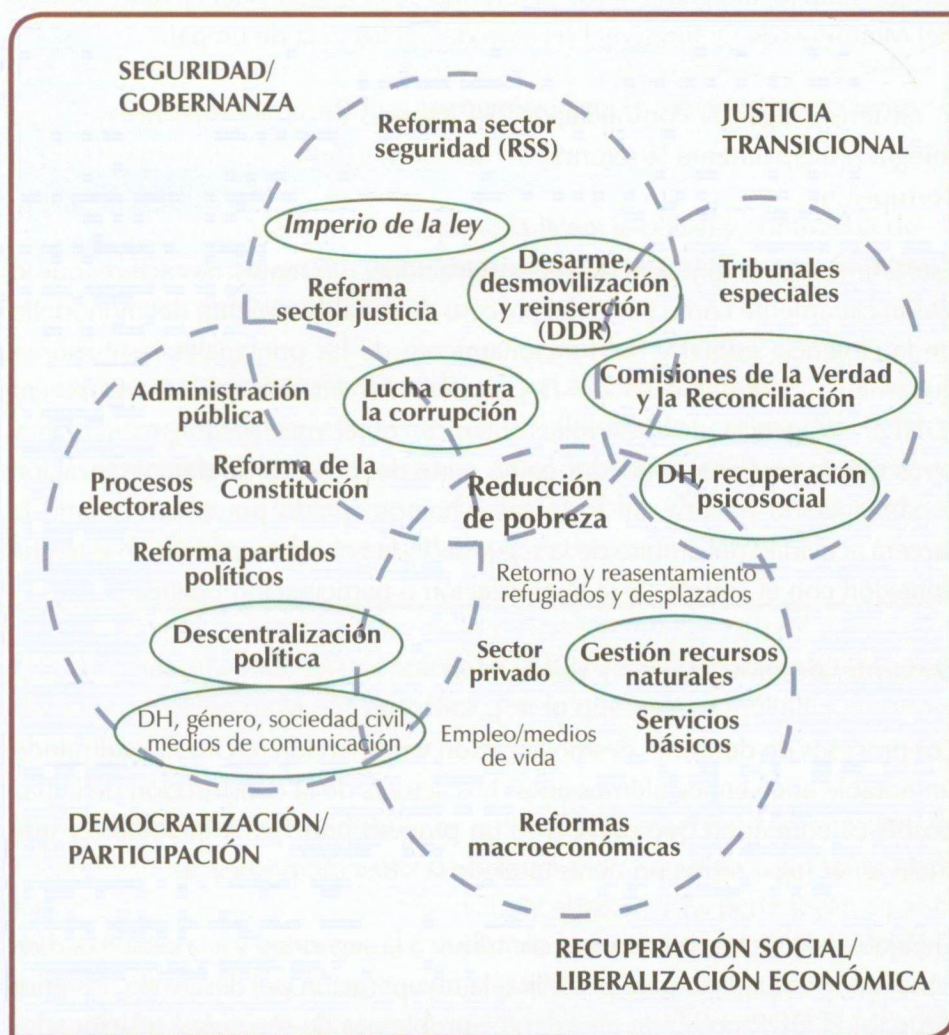 SEGURIDAD/
GOBERNANZA
JUSTICIA
TRANSICIONAL
Reforma sector
seguridad (RSS)
Imperio de la ley
Desarme,
desmovilización
y reinserción
(DDR)
Tribunales
especiales
Reforma
sector justicia
Comisiones de la Verdad
y la Reconciliación
Administración
pública
Lucha contra
la corrupción
Procesos
electorales
Reforma de la
Constitución
Reducción
de pobreza
DH, recuperación
psicosocial
Reforma partidos
políticos
Retorno y reasentamiento
refugiados y desplazados
Descentralización
política
Sector
privado
Gestión recursos
naturales
DH, género, sociedad civil,
medios de comunicación
Empleo/medios
de vida
Servicios
básicos
DEMOCRATIZACIÓN/
PARTICIPACIÓN
Reformas
macroeconómicas
RECUPERACIÓN SOCIAL/
LIBERALIZACIÓN ECONÓMICA